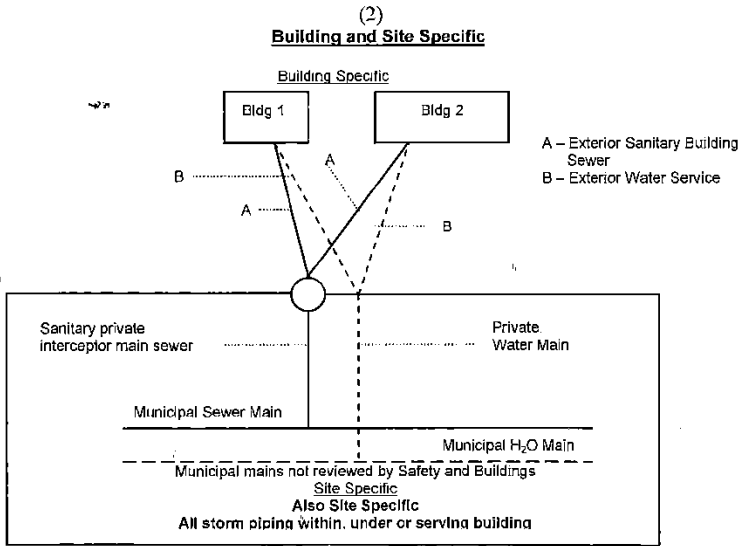 (2)
Building and Site Specific
Building Specific
Bldg 1
Bldg 2
A – Exterior Sanitary Building
Sewer
B – Exterior Water Service
A
B
A
B
Sanitary private
interceptor main sewer
Private
Water Main
Municipal Sewer Main
Municipal H₂O Main
Municipal mains not reviewed by Safety and Buildings
Site Specific
Also Site Specific
All storm piping within, under or serving building